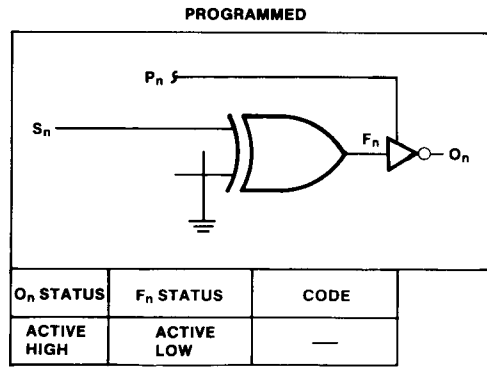 PROGRAMMED
Pn
Sn
Fn
On
On STATUS
Fn STATUS
CODE
ACTIVE HIGH
ACTIVE LOW
—